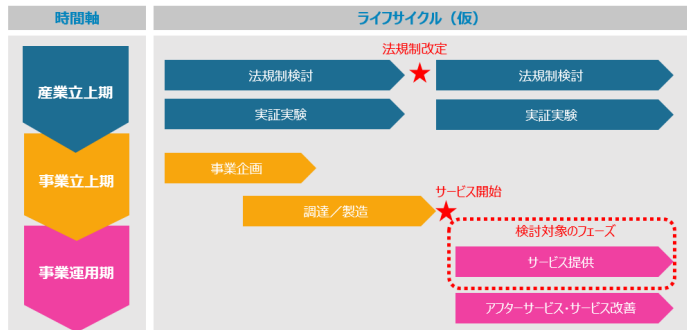 時間軸
ライフサイクル（仮）
法規制改定
産業立上期
法規制検討
法規制検討
実証実験
実証実験
事業立上期
事業企画
調達／製造
サービス開始
検討対象のフェーズ
事業運用期
サービス提供
アフターサービス・サービス改善